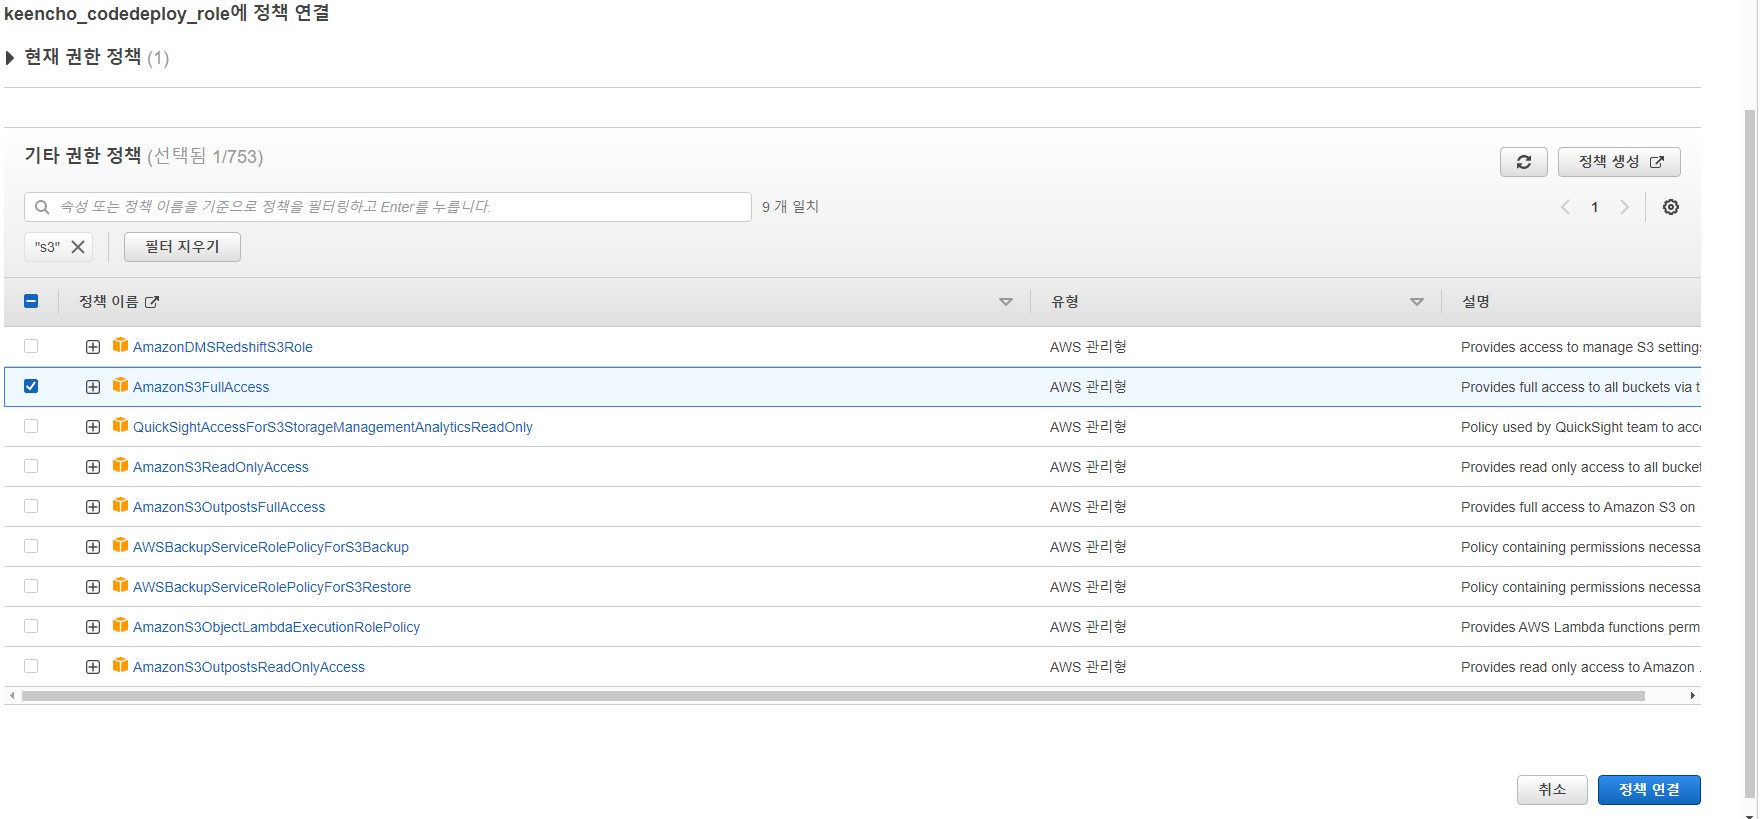 keencho_codedeploy_role에 정책 연결
현재 권한 정책 (1)
기타 권한 정책 (선택됨 1/753)
정책 생성
속성 또는 정책 이름을 기준으로 정책을 필터링하고 Enter를 누릅니다.
9 개 일치
1
"s3"
필터 지우기
정책 이름 유형 설명
AmazonDMSRedshiftS3Role AWS 관리형 Provides access to manage S3 settings
AmazonS3FullAccess AWS 관리형 Provides full access to all buckets via t
QuickSightAccessForS3StorageManagementAnalyticsReadOnly AWS 관리형 Policy used by QuickSight team to acce
AmazonS3ReadOnlyAccess AWS 관리형 Provides read only access to all bucket
AmazonS3OutpostsFullAccess AWS 관리형 Provides full access to Amazon S3 on .
AWSBackupServiceRolePolicyForS3Backup AWS 관리형 Policy containing permissions necessa
AWSBackupServiceRolePolicyForS3Restore AWS 관리형 Policy containing permissions necessa
AmazonS3ObjectLambdaExecutionRolePolicy AWS 관리형 Provides AWS Lambda functions perm
AmazonS3OutpostsReadOnlyAccess AWS 관리형 Provides read only access to Amazon .
취소
정책 연결